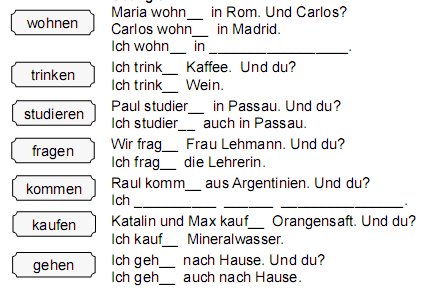 wohnen
Maria wohn__ in Rom. Und Carlos?
Carlos wohn__ in Madrid.
Ich wohn__ in _________________.
trinken
Ich trink__ Kaffee. Und du?
Ich trink__ Wein.
studieren
Paul studier__ in Passau. Und du?
Ich studier__ auch in Passau.
fragen
Wir frag__ Frau Lehmann. Und du?
Ich frag__ die Lehrerin.
kommen
Raul komm__ aus Argentinien. Und du?
Ich __________ ______ _______________.
kaufen
Katalin und Max kauf__ Orangensaft. Und du?
Ich kauf__ Mineralwasser.
gehen
Ich geh__ nach Hause. Und du?
Ich geh__ auch nach Hause.